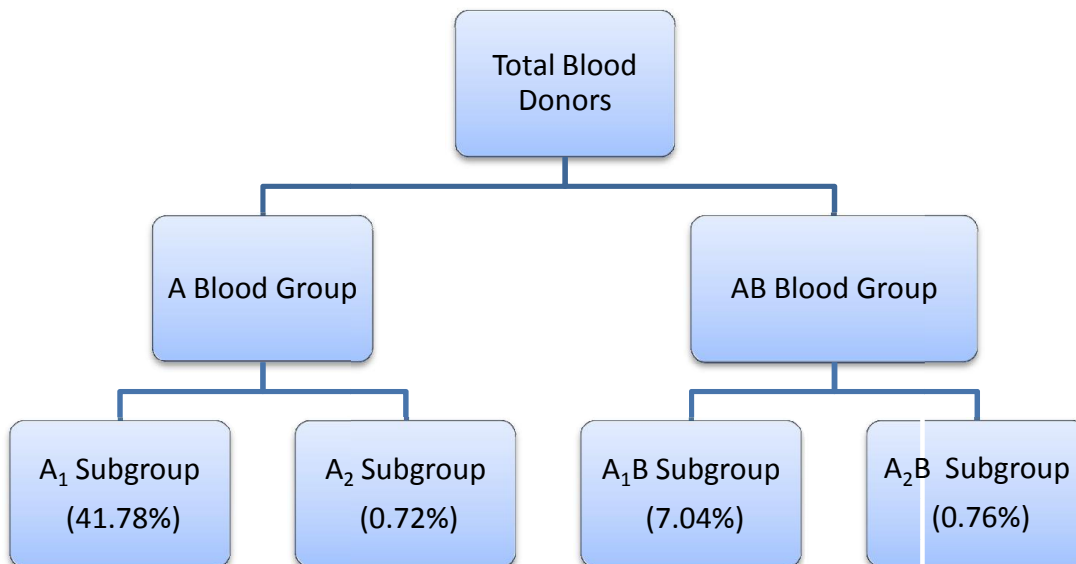 Total Blood
Donors
A Blood Group
AB Blood Group
A₁ Subgroup
(41.78%)
A₂ Subgroup
(0.72%)
A₁B Subgroup
(7.04%)
A₂B Subgroup
(0.76%)